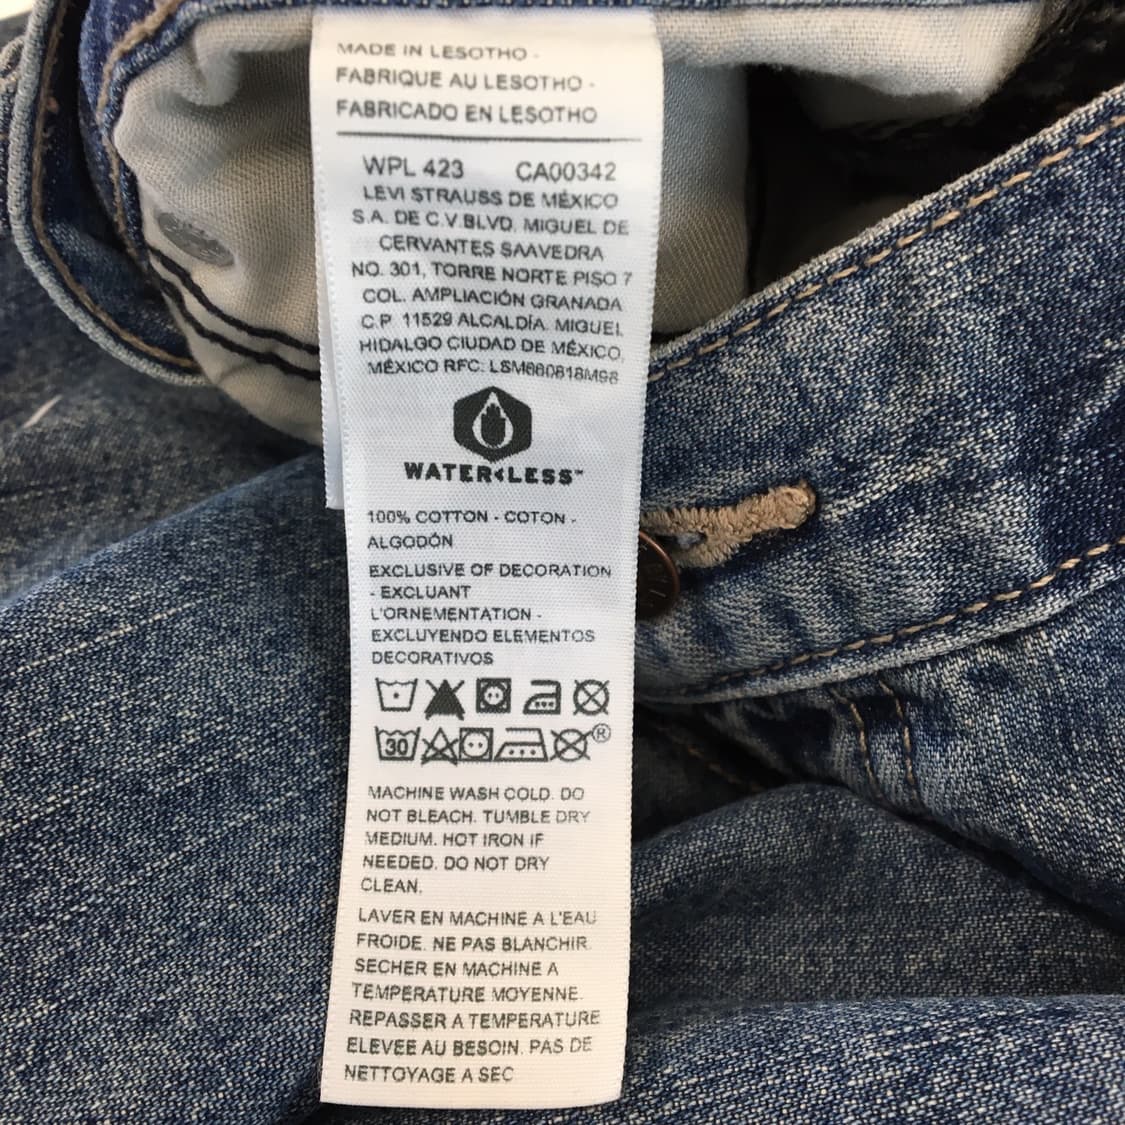 MADE IN LESOTHO -
FABRIQUE AU LESOTHO -
FABRICADO EN LESOTHO
WPL 423 CA00342
LEVI STRAUSS DE MÉXICO
S.A. DE C.V.BLVD. MIGUEL DE
CERVANTES SAAVEDRA
NO. 301, TORRE NORTE PISO 7
COL. AMPLIACIÓN GRANADA
C.P. 11529 ALCALDÍA. MIGUEL
HIDALGO CIUDAD DE MÉXICO,
MÉXICO RFC: LSM880818M98
WATER<LESS™
100% COTTON - COTON -
ALGODÓN
EXCLUSIVE OF DECORATION
- EXCLUANT
L'ORNEMENTATION -
EXCLUYENDO ELEMENTOS
DECORATIVOS
30 ®
MACHINE WASH COLD. DO
NOT BLEACH. TUMBLE DRY
MEDIUM. HOT IRON IF
NEEDED. DO NOT DRY
CLEAN.
LAVER EN MACHINE A L'EAU
FROIDE. NE PAS BLANCHIR.
SECHER EN MACHINE A
TEMPERATURE MOYENNE.
REPASSER A TEMPERATURE
ELEVEE AU BESOIN. PAS DE
NETTOYAGE A SEC